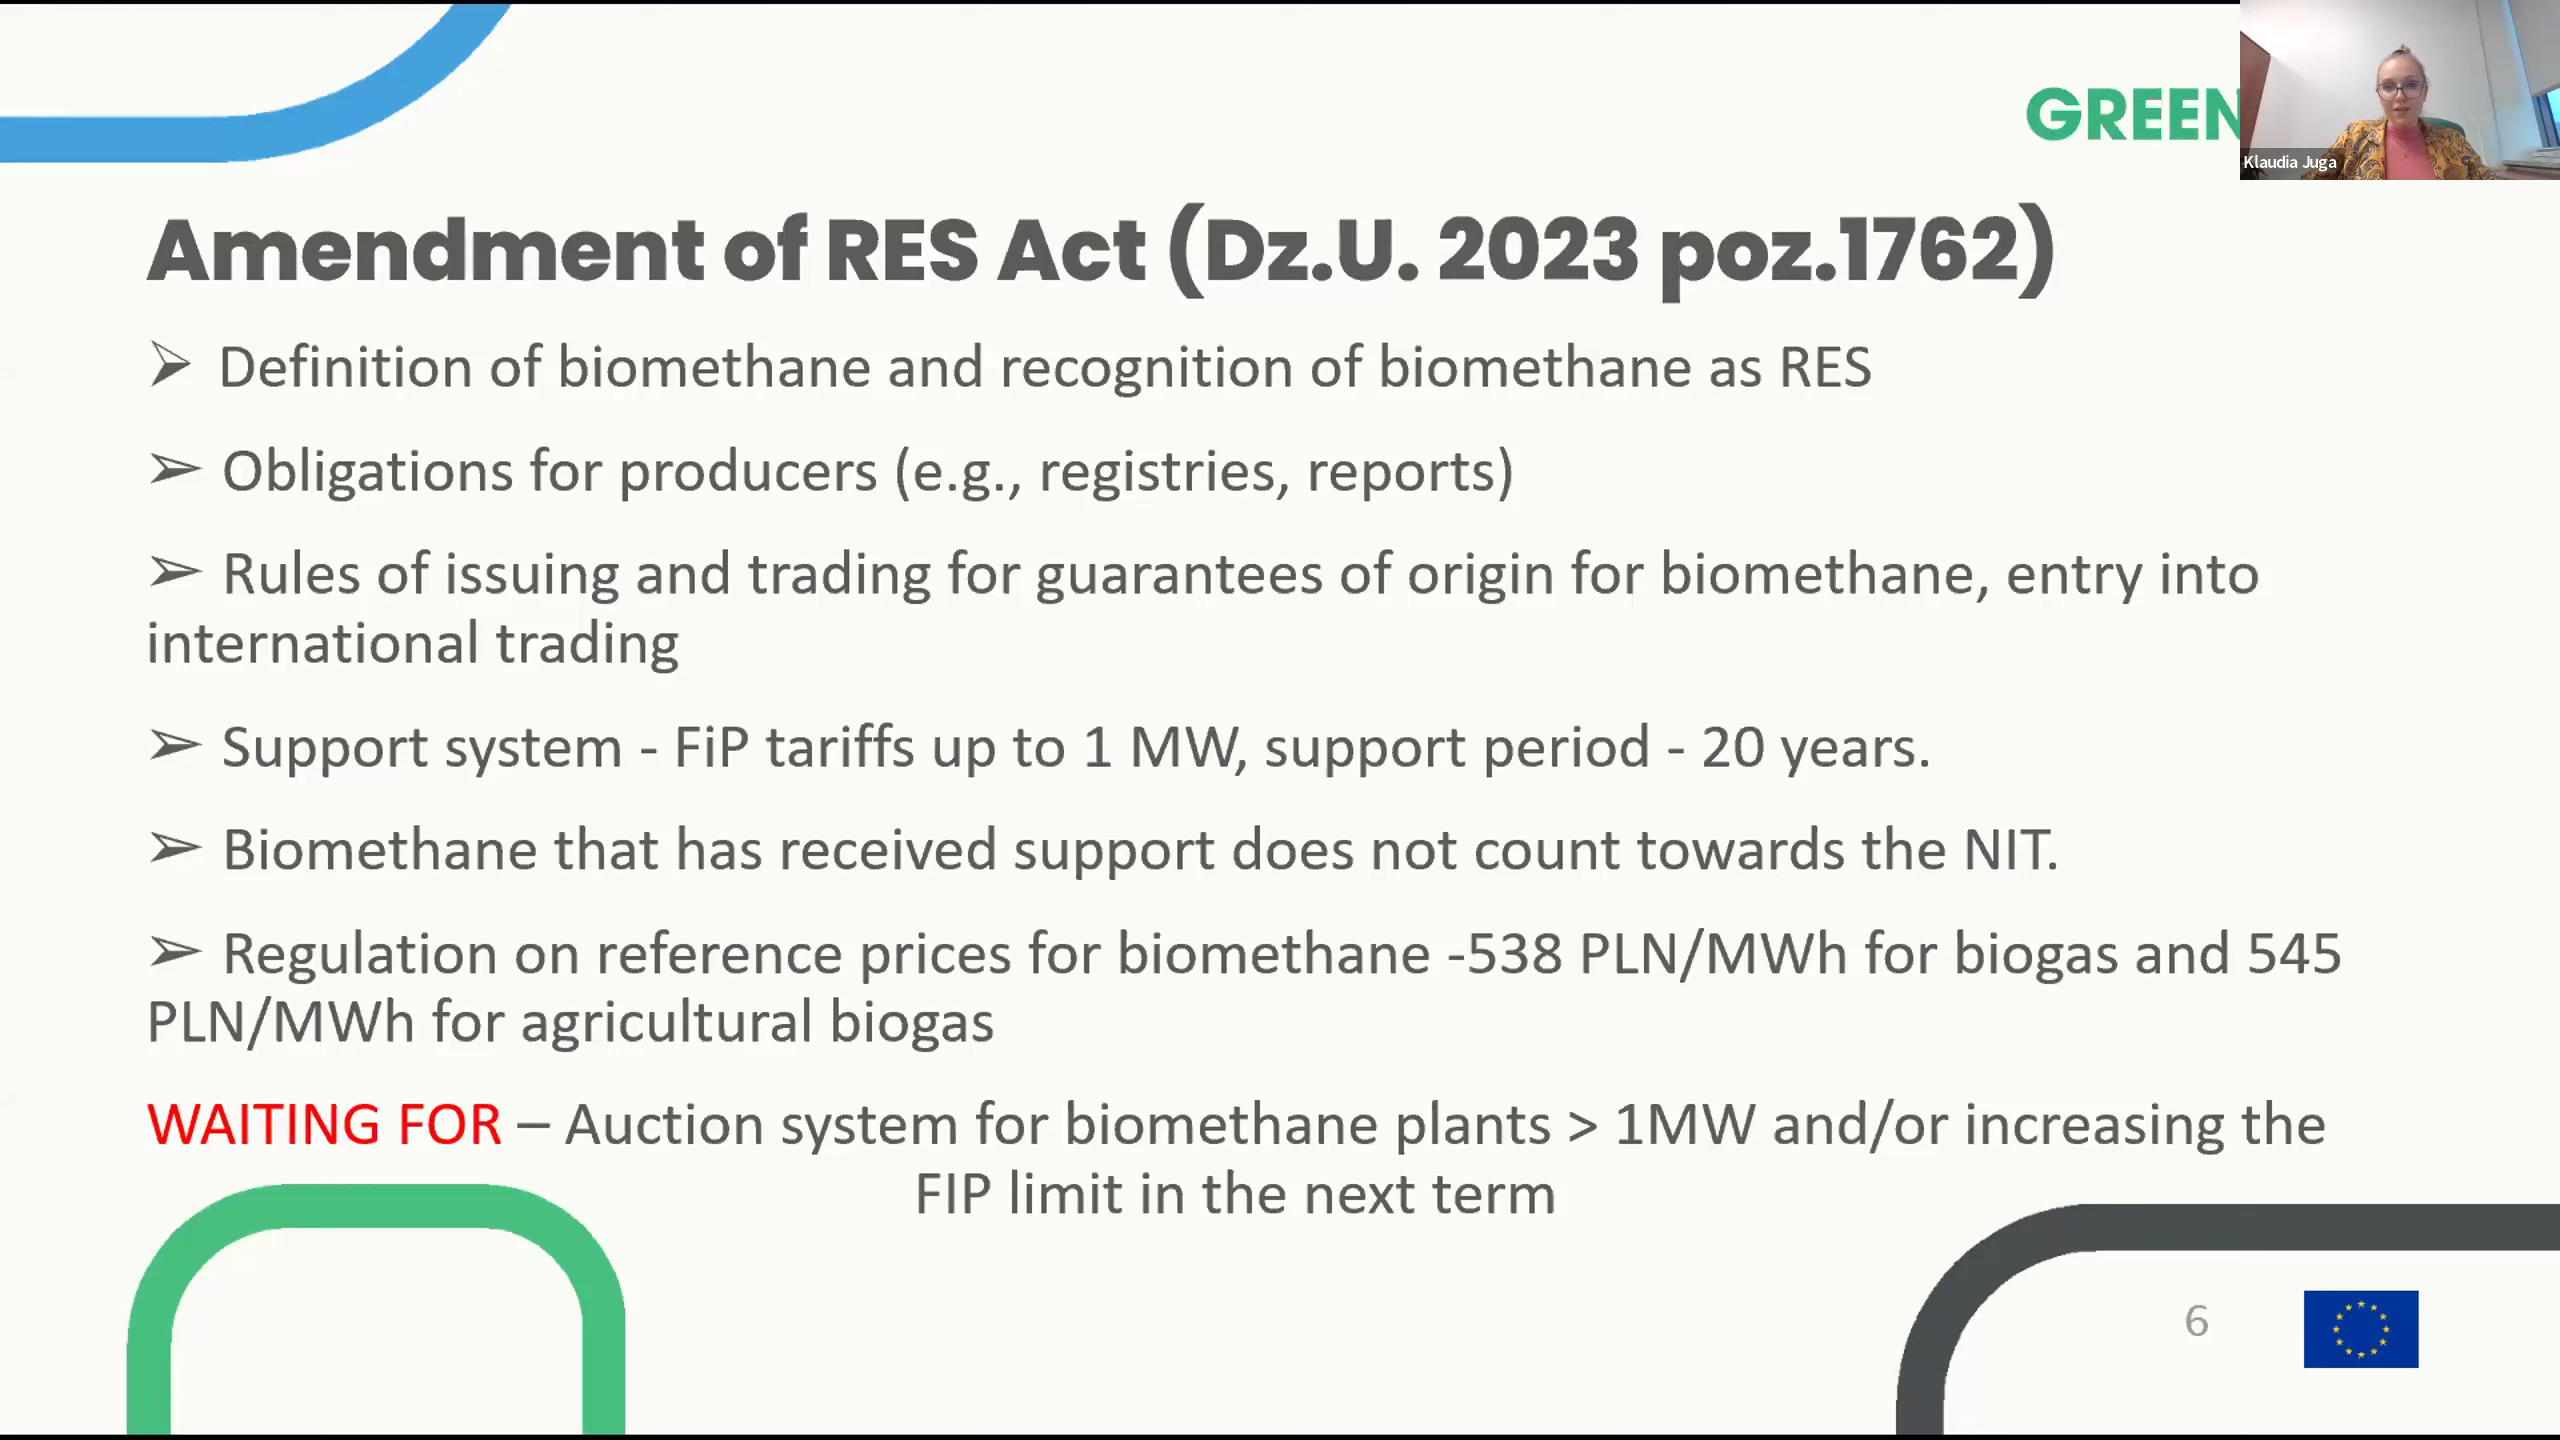 GREEN
Klaudia Juga
Amendment of RES Act (Dz.U. 2023 poz.1762)
➢ Definition of biomethane and recognition of biomethane as RES
➢ Obligations for producers (e.g., registries, reports)
➢ Rules of issuing and trading for guarantees of origin for biomethane, entry into
international trading
➢ Support system - FiP tariffs up to 1 MW, support period - 20 years.
➢ Biomethane that has received support does not count towards the NIT.
➢ Regulation on reference prices for biomethane -538 PLN/MWh for biogas and 545
PLN/MWh for agricultural biogas
WAITING FOR – Auction system for biomethane plants > 1MW and/or increasing the
FIP limit in the next term
6